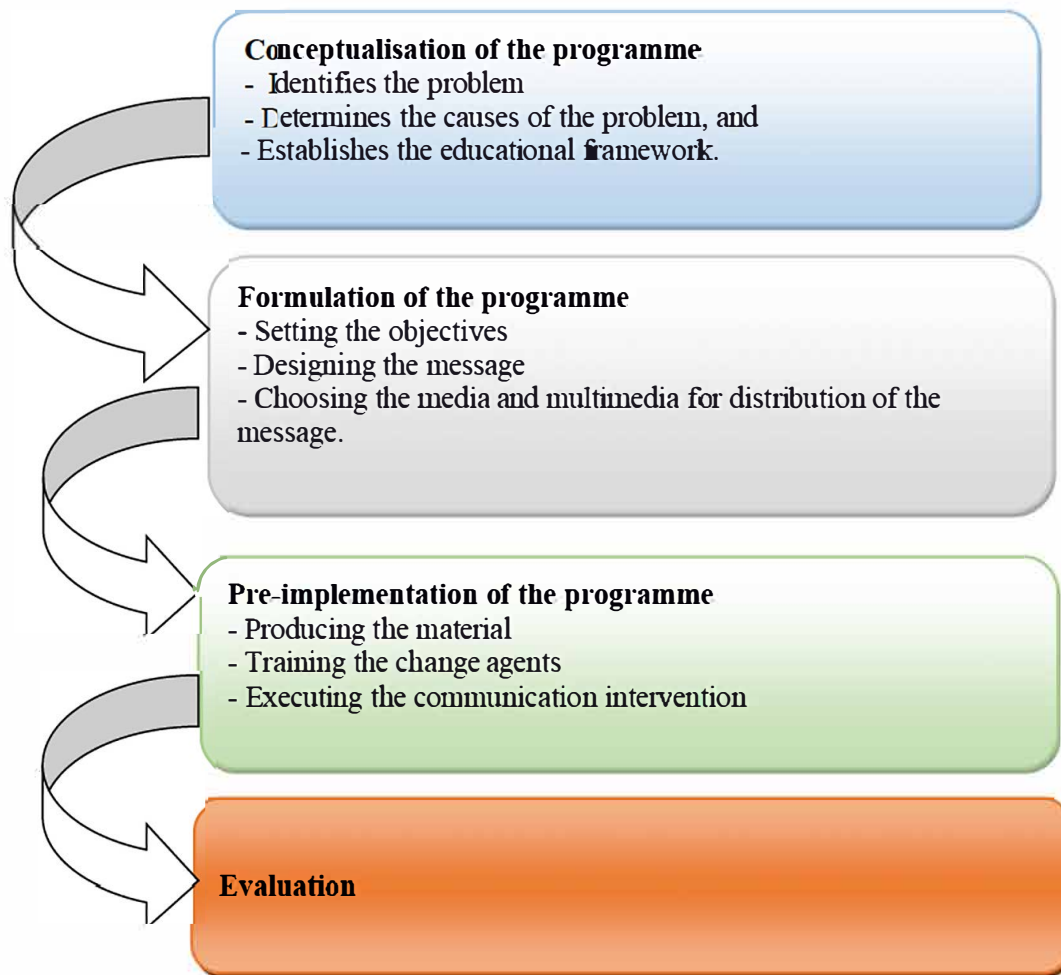 Conceptualisation of the programme
- Identifies the problem
- Determines the causes of the problem, and
- Establishes the educational framework.
Formulation of the programme
- Setting the objectives
- Designing the message
- Choosing the media and multimedia for distribution of the
message.
Pre-implementation of the programme
- Producing the material
- Training the change agents
- Executing the communication intervention
Evaluation